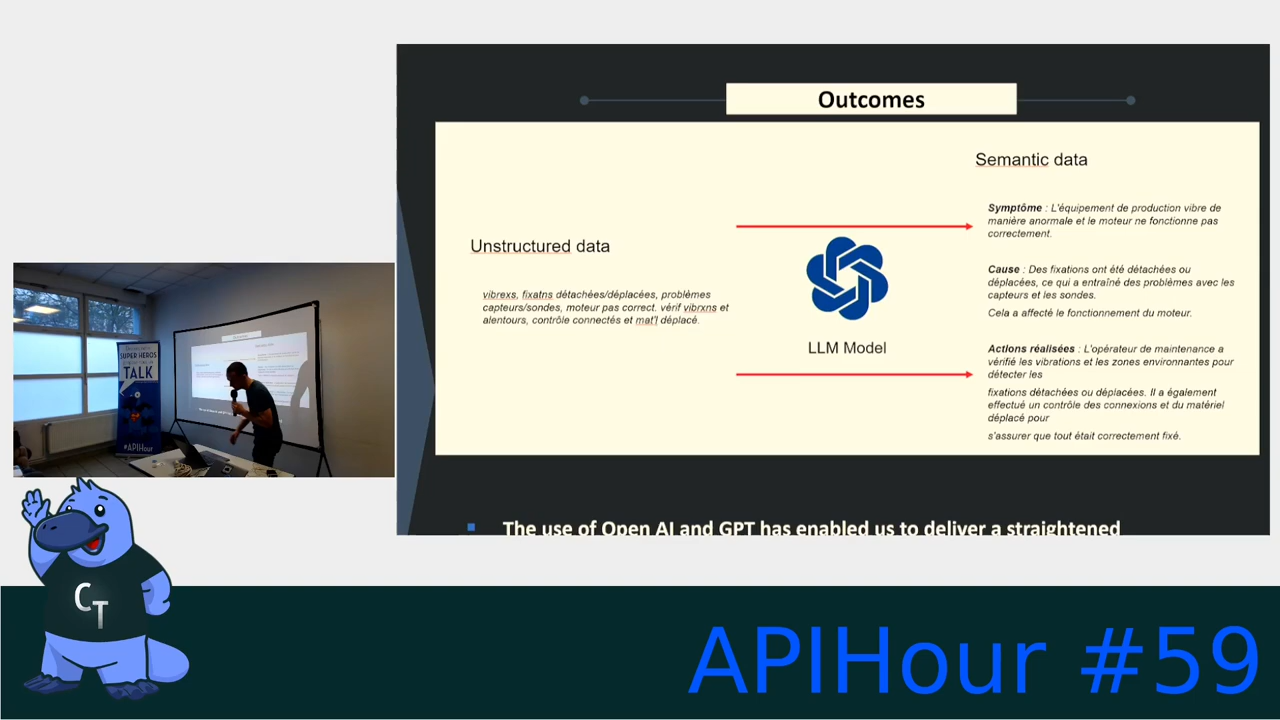 Outcomes
Semantic data
Symptôme : L'équipement de production vibre de
manière anormale et le moteur ne fonctionne pas
correctement.
Unstructured data
vibrexs, fixatns détachées/déplacées, problèmes
capteurs/sondes, moteur pas correct. vérif vibrxns et
alentours, contrôle connectés et mat'l déplacé.
LLM Model
Cause : Des fixations ont été détachées ou
déplacées, ce qui a entraîné des problèmes avec les
capteurs et les sondes.
Cela a affecté le fonctionnement du moteur.
Actions réalisées : L'opérateur de maintenance a
vérifié les vibrations et les zones environnantes pour
détecter les
fixations détachées ou déplacées. Il a également
effectué un contrôle des connexions et du matériel
déplacé pour
s'assurer que tout était correctement fixé.
The use of Open AI and GPT has enabled us to deliver a straightened
SUPER HEROS
TALK
#APIHour
CT
APIHour #59